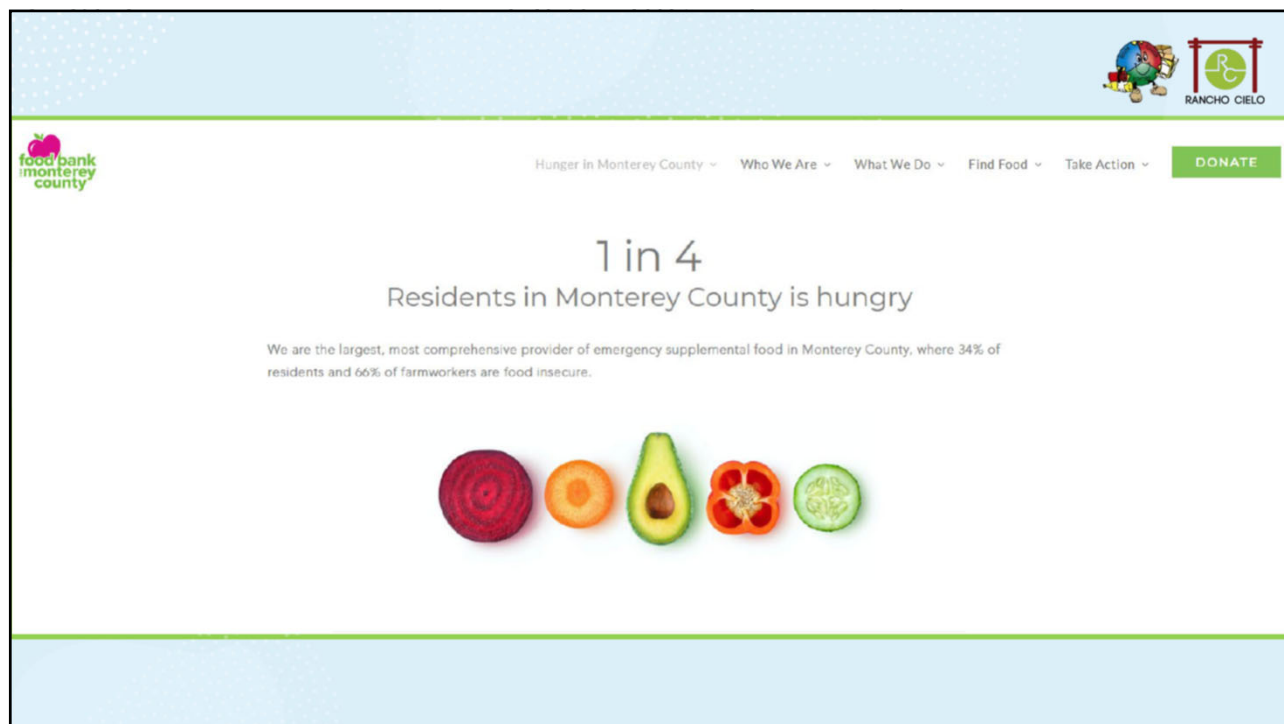 RC
RANCHO CIELO
food bank
for monterey
county
Hunger in Monterey County Who We Are What We Do Find Food Take Action DONATE
1 in 4
Residents in Monterey County is hungry
We are the largest, most comprehensive provider of emergency supplemental food in Monterey County, where 34% of
residents and 66% of farmworkers are food insecure.